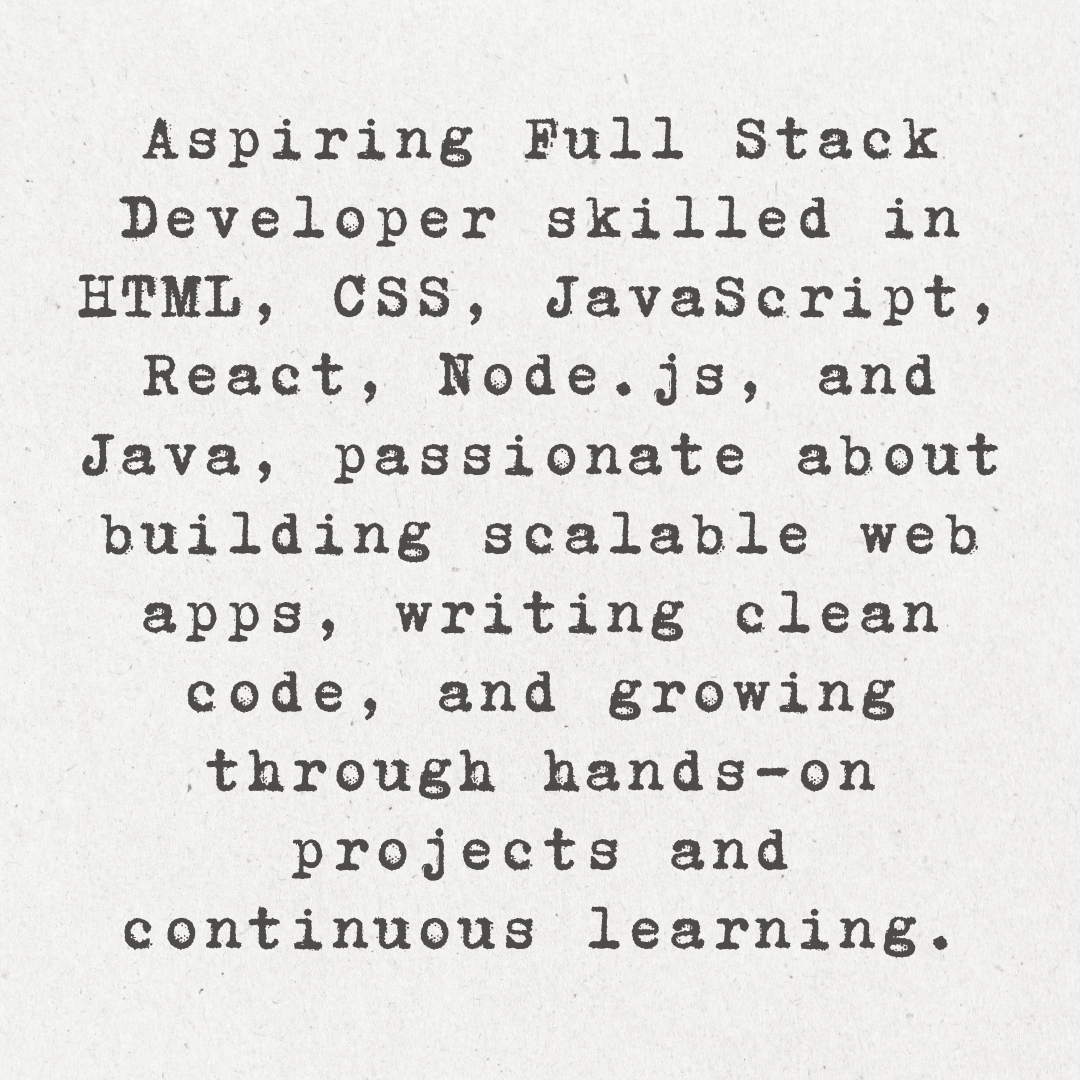 Aspiring Full Stack
Developer skilled in
HTML, CSS, JavaScript,
React, Node.js, and
Java, passionate about
building scalable web
apps, writing clean
code, and growing
through hands-on
projects and
continuous learning.